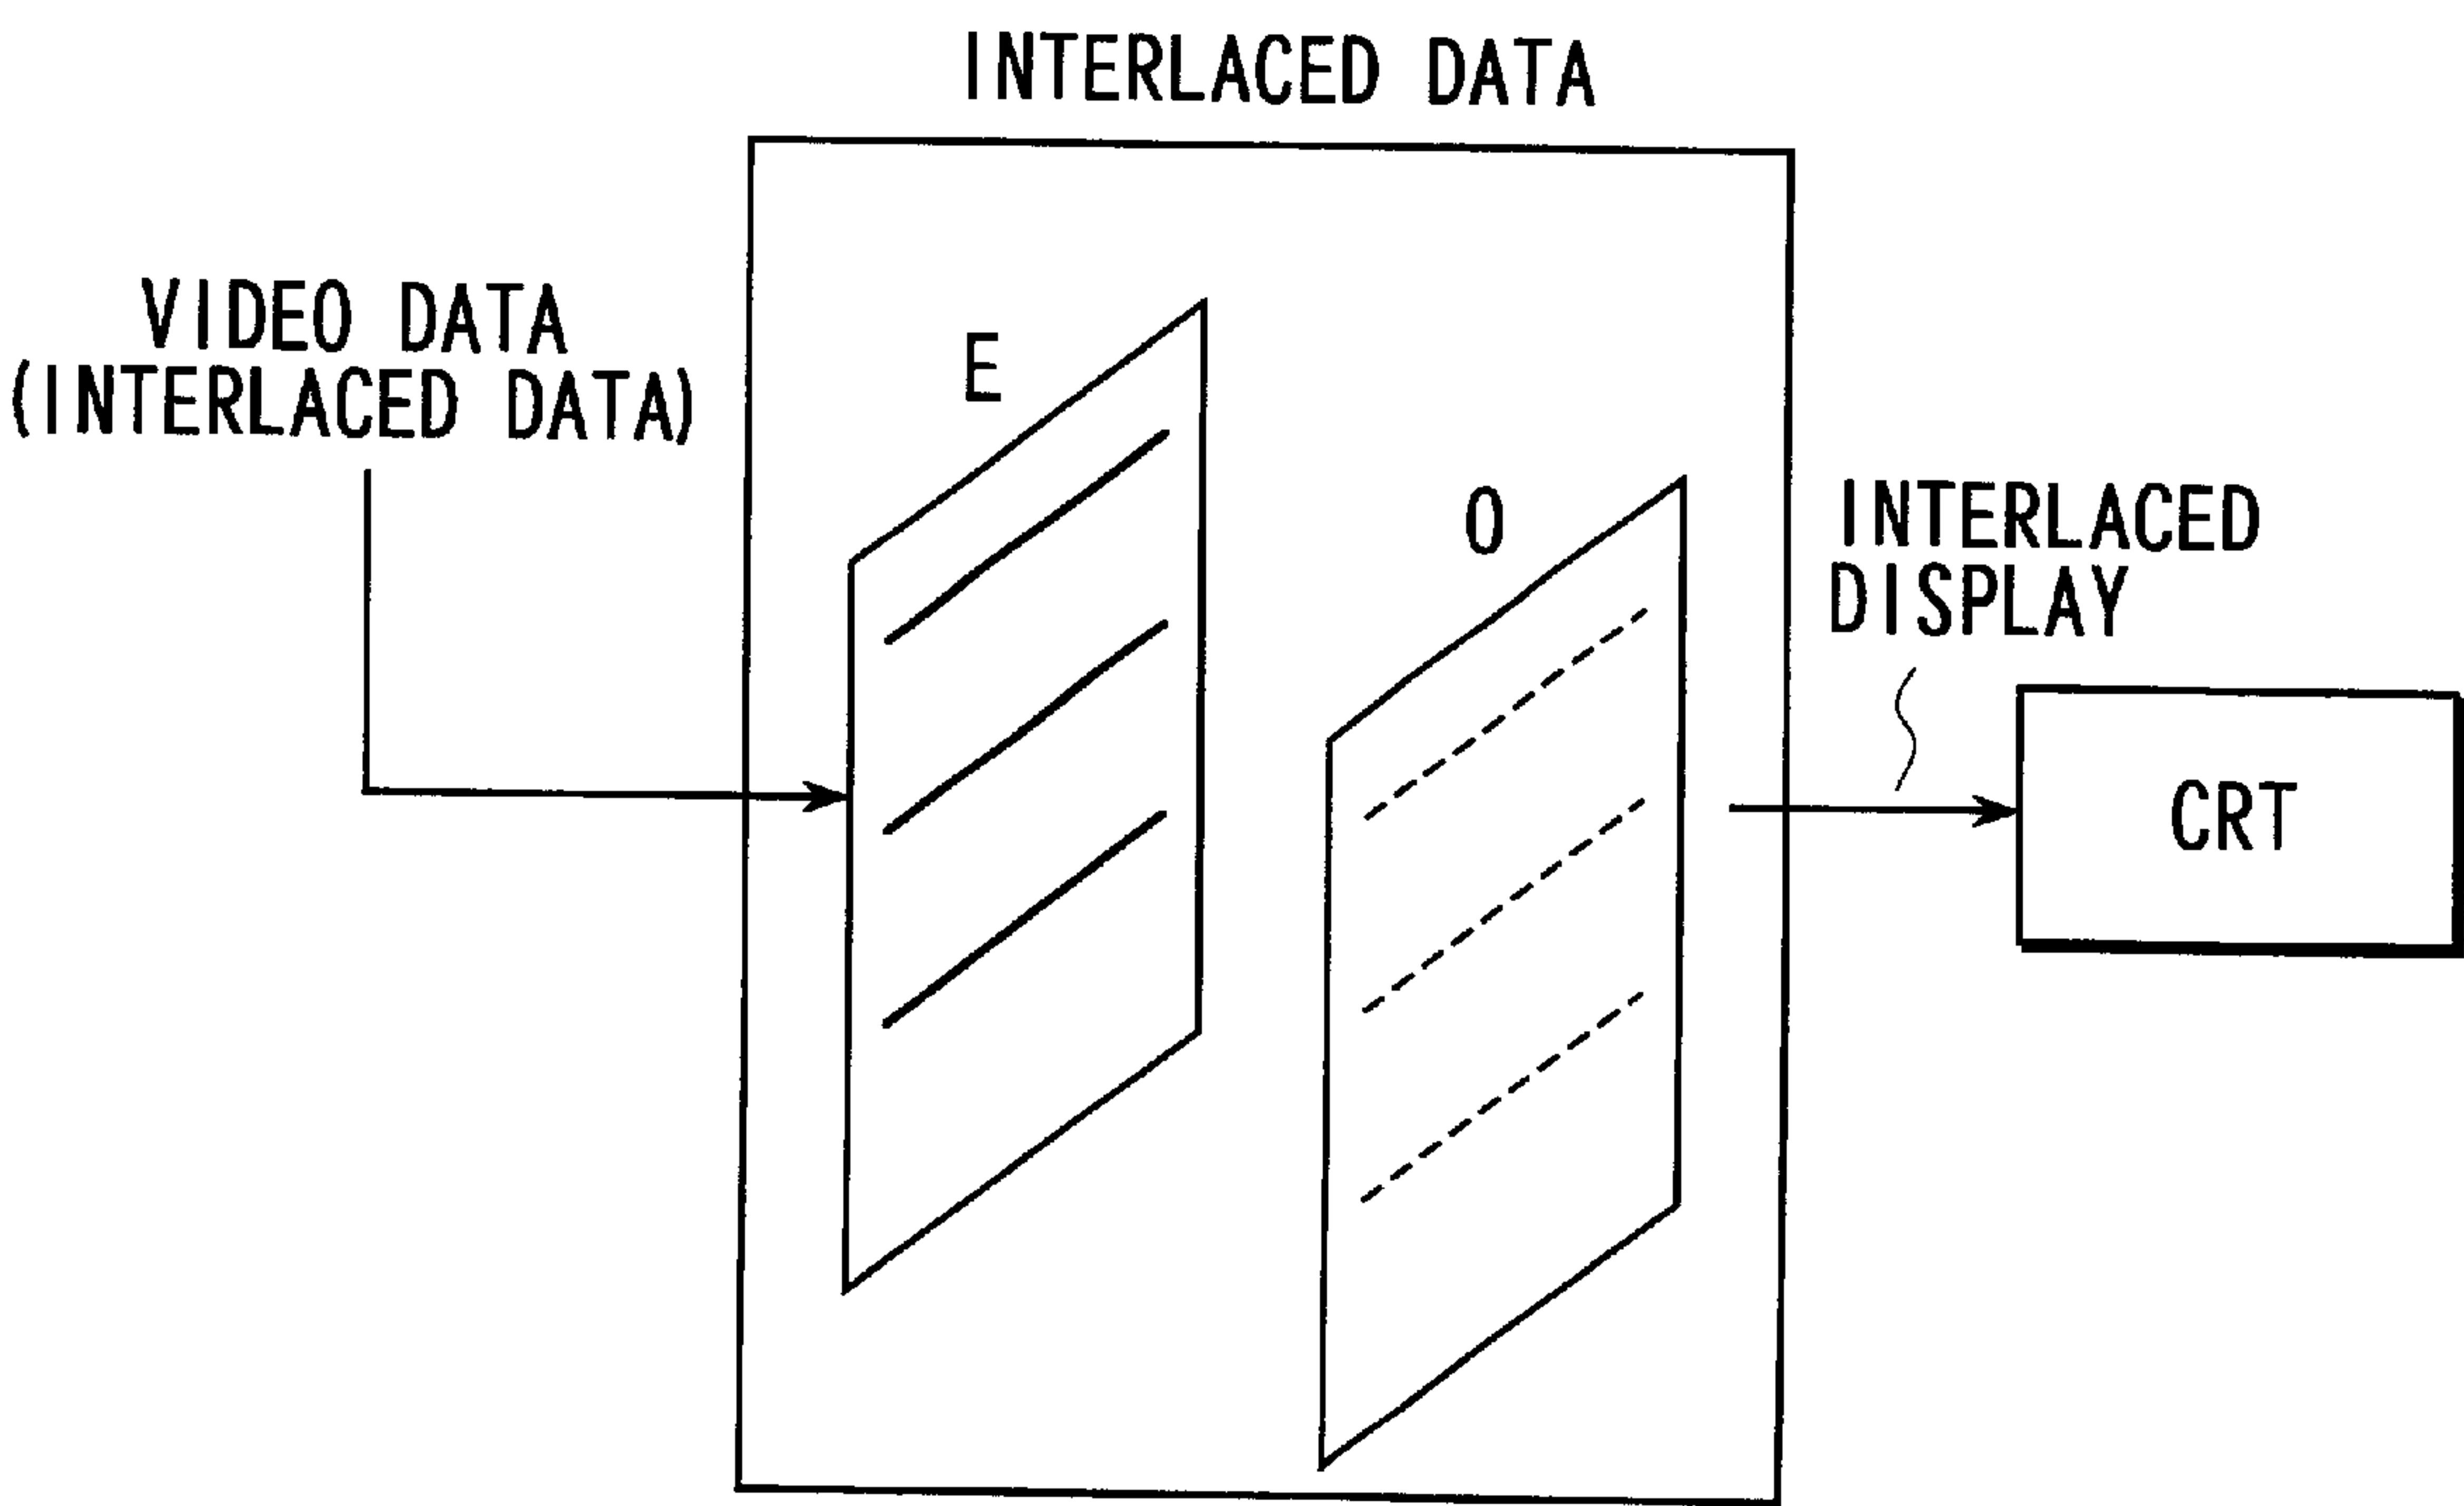 INTERLACED DATA
VIDEO DATA
(INTERLACED DATA)
E
O
INTERLACED
DISPLAY
CRT